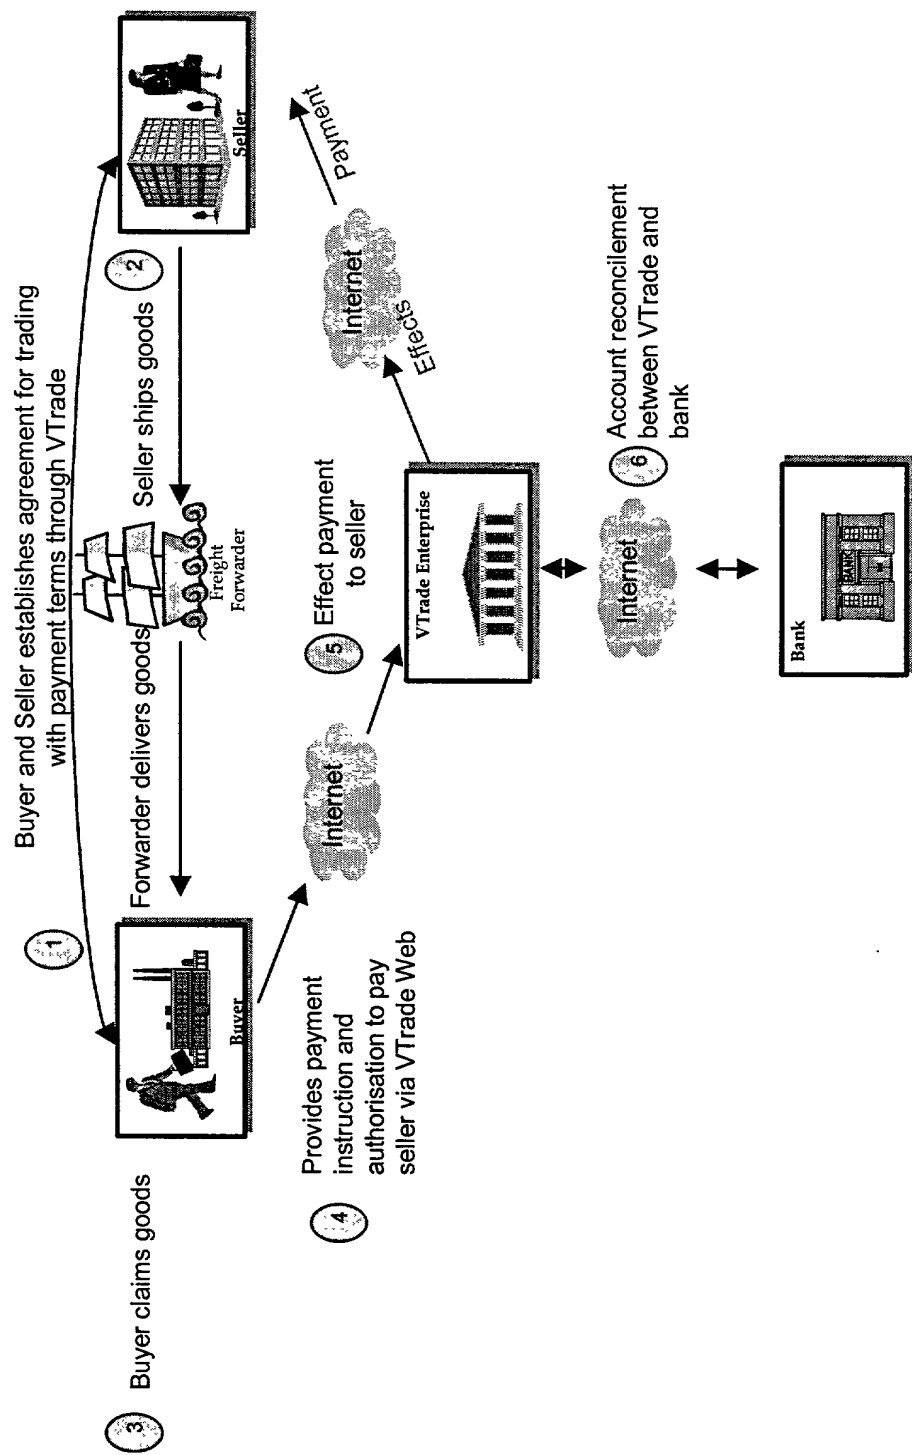 1
Buyer and Seller establishes agreement for trading
with payment terms through VTrade
3
Buyer claims goods
Buyer
Forwarder delivers goods
Freight
Forwarder
Seller ships goods
2
Seller
4
Provides payment
instruction and
authorisation to pay
seller via VTrade Web
Internet
5
Effect payment
to seller
VTrade Enterprise
Effects
Internet
Payment
Internet
6
Account reconcilement
between VTrade and
bank
Bank
BANK